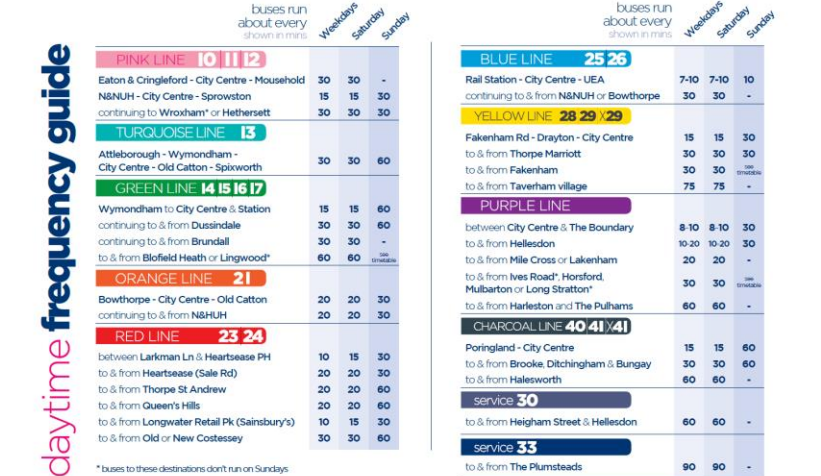 daytime frequency guide
buses run
about every
shown in mins
Weekdays
Saturday
Sunday
PINK LINE 10 11 12
Eaton & Cringleford - City Centre - Mousehold 30 30 -
N&NUH - City Centre - Sprowston 15 15 30
continuing to Wroxham* or Hethersett 30 30 30
TURQUOISE LINE 13
Attleborough - Wymondham -
City Centre - Old Catton - Spixworth 30 30 60
GREEN LINE 14 15 16 17
Wymondham to City Centre & Station 15 15 60
continuing to & from Dussindale 30 30 60
continuing to & from Brundall 30 30 -
to & from Blofield Heath or Lingwood* 60 60 see timetable
ORANGE LINE 21
Bowthorpe - City Centre - Old Catton 20 20 30
continuing to & from N&HUH 20 20 30
RED LINE 23 24
between Larkman Ln & Heartsease PH 10 15 30
to & from Heartsease (Sale Rd) 20 20 30
to & from Thorpe St Andrew 20 20 60
to & from Queen's Hills 20 20 60
to & from Longwater Retail Pk (Sainsbury's) 10 15 30
to & from Old or New Costessey 30 30 60
* buses to these destinations don't run on Sundays
buses run
about every
shown in mins
Weekdays
Saturday
Sunday
BLUE LINE 25 26
Rail Station - City Centre - UEA 7-10 7-10 10
continuing to & from N&NUH or Bowthorpe 30 30 -
YELLOW LINE 28 29 X29
Fakenham Rd - Drayton - City Centre 15 15 30
to & from Thorpe Marriott 30 30 30
to & from Fakenham 30 30 see timetable
to & from Taverham village 75 75 -
PURPLE LINE
between City Centre & The Boundary 8-10 8-10 30
to & from Hellesdon 10-20 10-20 30
to & from Mile Cross or Lakenham 20 20 -
to & from Ives Road*, Horsford,
Mulbarton or Long Stratton* 30 30 see timetable
to & from Harleston and The Pulhams 60 60 -
CHARCOAL LINE 40 41 X41
Poringland - City Centre 15 15 60
to & from Brooke, Ditchingham & Bungay 30 30 60
to & from Halesworth 60 60 -
service 30
to & from Heigham Street & Hellesdon 60 60 -
service 33
to & from The Plumsteads 90 90 -